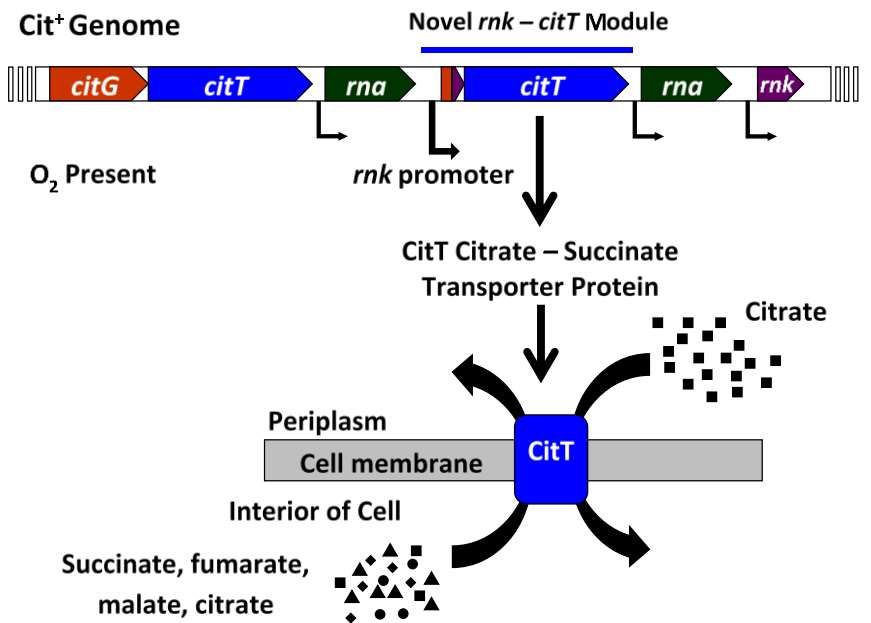 Cit+ Genome
Novel rnk – citT Module
citG citT rna citT rna rnk
O2 Present
rnk promoter
CitT Citrate – Succinate
Transporter Protein
Citrate
Periplasm
CitT
Cell membrane
Interior of Cell
Succinate, fumarate,
malate, citrate